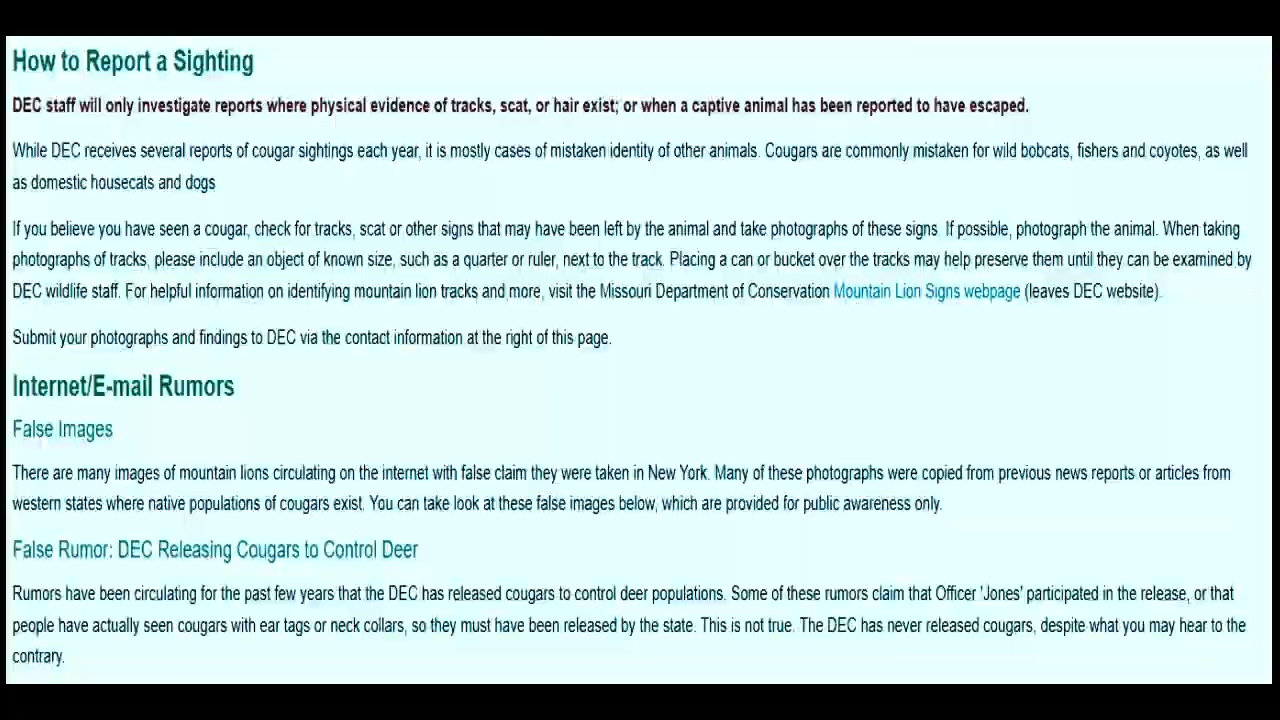 How to Report a Sighting
DEC staff will only investigate reports where physical evidence of tracks, scat, or hair exist; or when a captive animal has been reported to have escaped.
While DEC receives several reports of cougar sightings each year, it is mostly cases of mistaken identity of other animals. Cougars are commonly mistaken for wild bobcats, fishers and coyotes, as well
as domestic housecats and dogs
If you believe you have seen a cougar, check for tracks, scat or other signs that may have been left by the animal and take photographs of these signs. If possible, photograph the animal. When taking
photographs of tracks, please include an object of known size, such as a quarter or ruler, next to the track. Placing a can or bucket over the tracks may help preserve them until they can be examined by
DEC wildlife staff. For helpful information on identifying mountain lion tracks and more, visit the Missouri Department of Conservation Mountain Lion Signs webpage (leaves DEC website).
Submit your photographs and findings to DEC via the contact information at the right of this page.
Internet/E-mail Rumors
False Images
There are many images of mountain lions circulating on the internet with false claim they were taken in New York. Many of these photographs were copied from previous news reports or articles from
western states where native populations of cougars exist. You can take look at these false images below, which are provided for public awareness only.
False Rumor: DEC Releasing Cougars to Control Deer
Rumors have been circulating for the past few years that the DEC has released cougars to control deer populations. Some of these rumors claim that Officer 'Jones' participated in the release, or that
people have actually seen cougars with ear tags or neck collars, so they must have been released by the state. This is not true. The DEC has never released cougars, despite what you may hear to the
contrary.